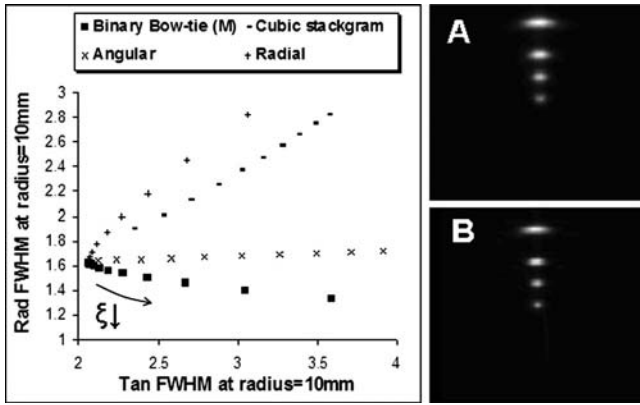 ■ Binary Bow-tie (M) - Cubic stackgram
× Angular + Radial
Rad FWHM at radius=10mm
3
2.8
2.6
2.4
2.2
2
1.8
1.6
1.4
1.2
1
ξ↓
2 2.5 3 3.5 4
Tan FWHM at radius=10mm
A
B